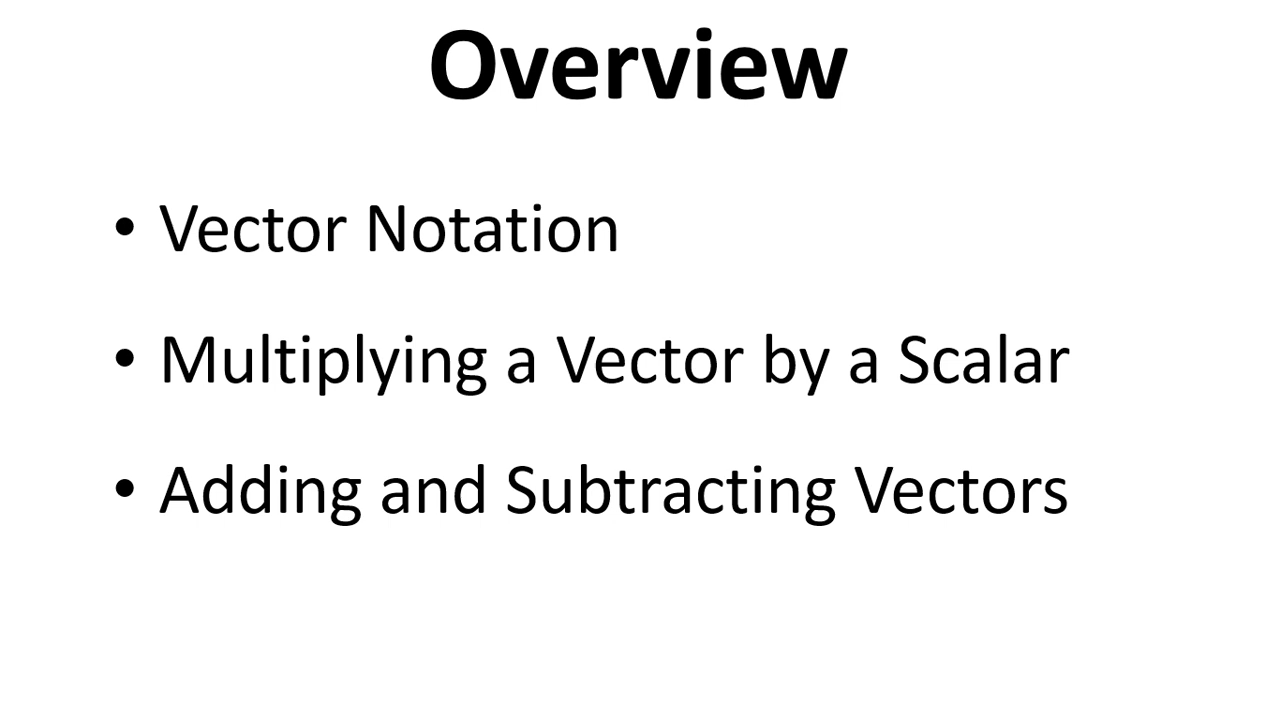 Overview
• Vector Notation
• Multiplying a Vector by a Scalar
• Adding and Subtracting Vectors